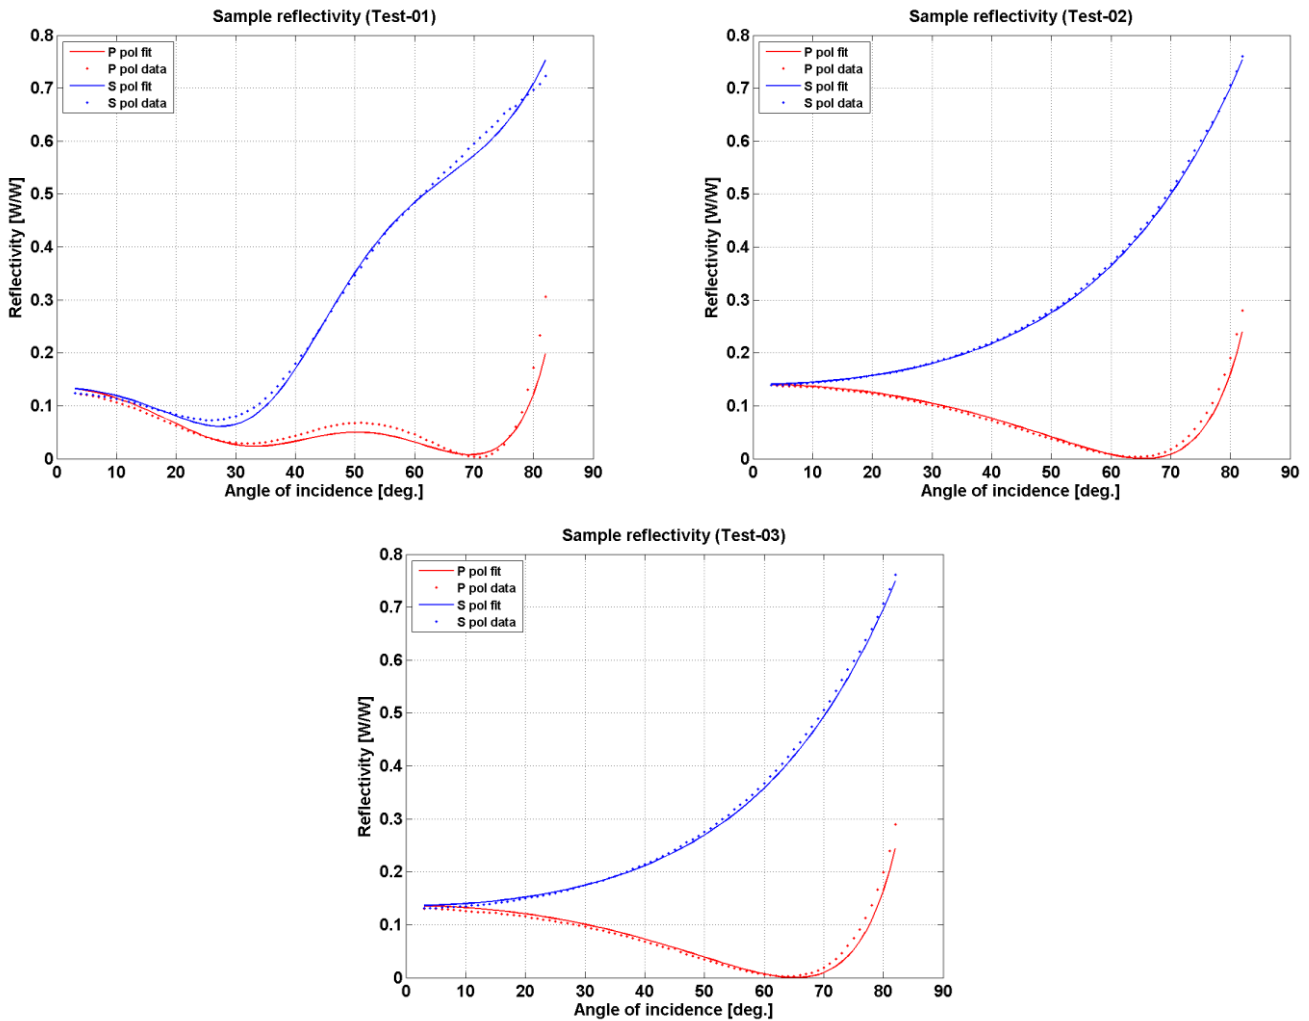 Sample reflectivity (Test-01)
P pol fit
P pol data
S pol fit
S pol data
0.8
0.7
0.6
0.5
0.4
0.3
0.2
0.1
0
Reflectivity [W/W]
0 10 20 30 40 50 60 70 80 90
Angle of incidence [deg.]
Sample reflectivity (Test-02)
P pol fit
P pol data
S pol fit
S pol data
0.8
0.7
0.6
0.5
0.4
0.3
0.2
0.1
0
Reflectivity [W/W]
0 10 20 30 40 50 60 70 80 90
Angle of incidence [deg.]
Sample reflectivity (Test-03)
P pol fit
P pol data
S pol fit
S pol data
0.8
0.7
0.6
0.5
0.4
0.3
0.2
0.1
0
Reflectivity [W/W]
0 10 20 30 40 50 60 70 80 90
Angle of incidence [deg.]